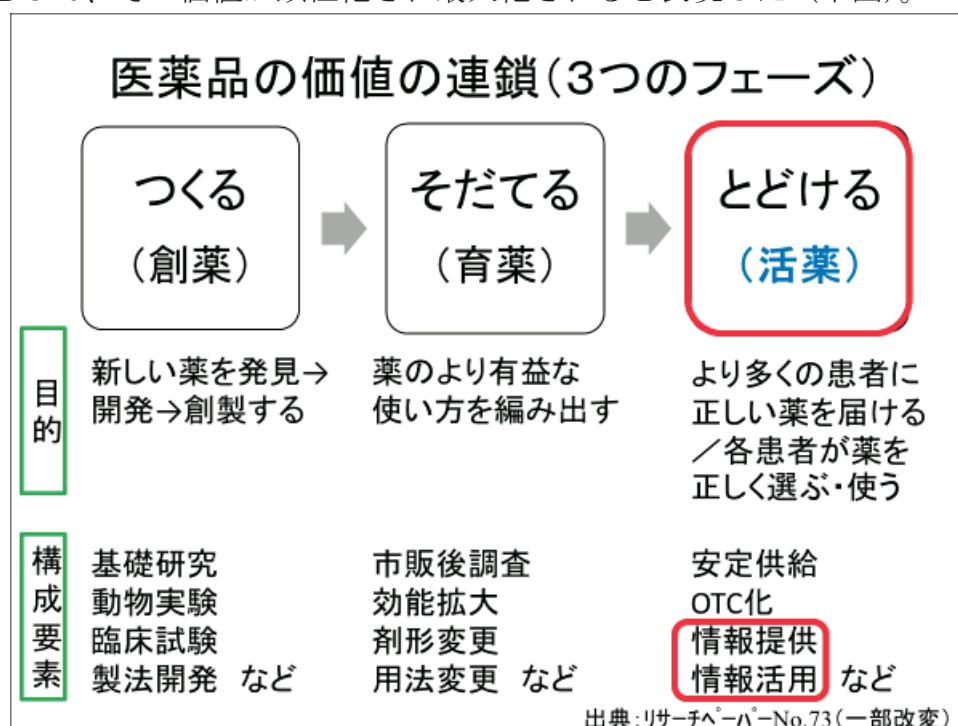 医薬品の価値の連鎖(3つのフェーズ)
つくる
(創薬)
そだてる
(育薬)
とどける
(活薬)
目的
新しい薬を発見→
開発→創製する
薬のより有益な
使い方を編み出す
より多くの患者に
正しい薬を届ける
/各患者が薬を
正しく選ぶ・使う
構成要素
基礎研究
動物実験
臨床試験
製法開発 など
市販後調査
効能拡大
剤形変更
用法変更 など
安定供給
OTC化
情報提供
情報活用 など
出典:リサーチペーパーNo.73(一部改変)